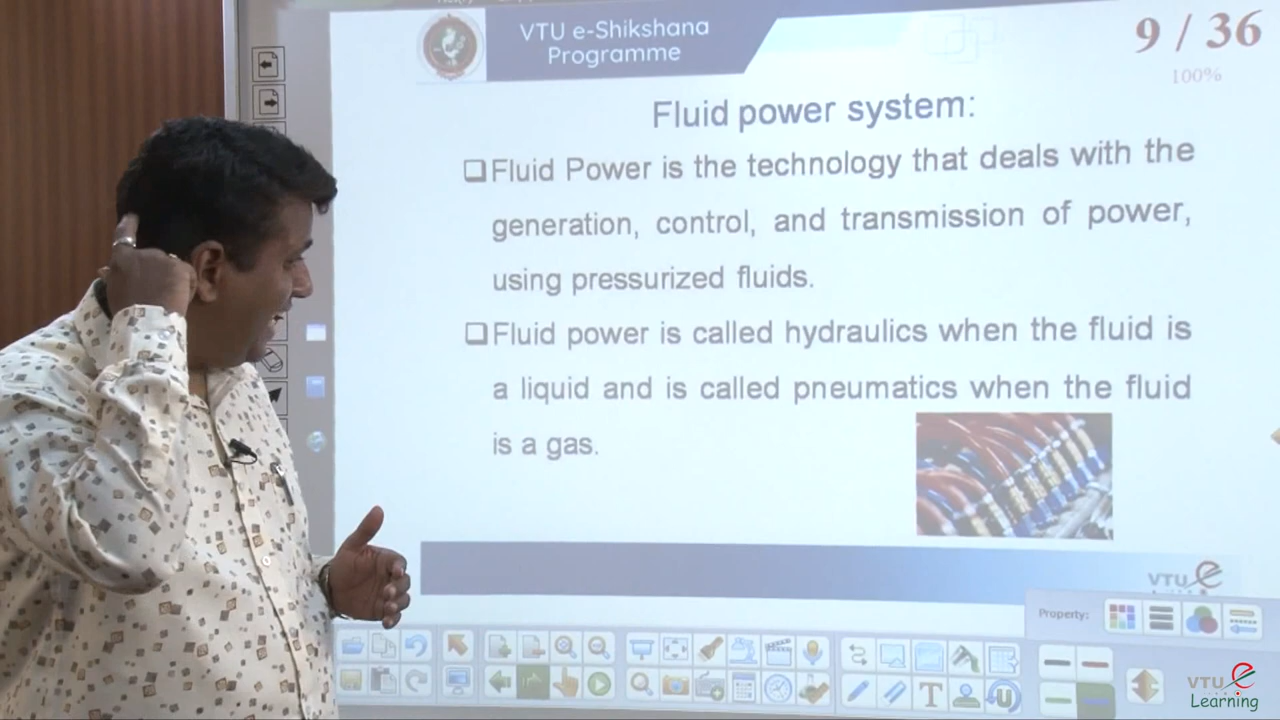 VTU e-Shikshana
Programme
9 / 36
100%
Fluid power system:
❑Fluid Power is the technology that deals with the
generation, control, and transmission of power,
using pressurized fluids.
❑Fluid power is called hydraulics when the fluid is
a liquid and is called pneumatics when the fluid
is a gas.
VTU e
Property:
T
VTU e
Learning